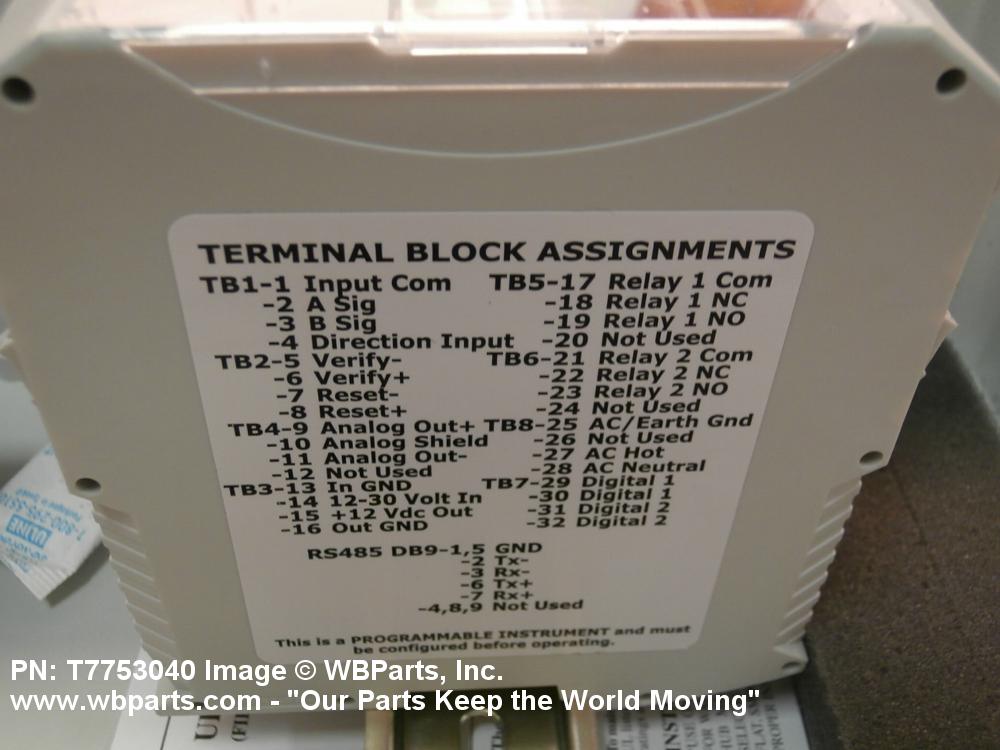 TERMINAL BLOCK ASSIGNMENTS
TB1-1 Input Com
-2 A Sig
-3 B Sig
-4 Direction Input
TB2-5 Verify-
-6 Verify+
-7 Reset-
-8 Reset+
TB4-9 Analog Out+
-10 Analog Shield
-11 Analog Out-
-12 Not Used
TB3-13 In GND
-14 12-30 Volt In
-15 +12 Vdc Out
-16 Out GND
TB5-17 Relay 1 Com
-18 Relay 1 NC
-19 Relay 1 NO
-20 Not Used
TB6-21 Relay 2 Com
-22 Relay 2 NC
-23 Relay 2 NO
-24 Not Used
TB8-25 AC/Earth Gnd
-26 Not Used
-27 AC Hot
-28 AC Neutral
TB7-29 Digital 1
-30 Digital 1
-31 Digital 2
-32 Digital 2
RS485 DB9-1,5 GND
-2 Tx-
-3 Rx-
-6 Tx+
-7 Rx+
-4,8,9 Not Used
This is a PROGRAMMABLE INSTRUMENT and must
be configured before operating.
ULINE
PN: T7753040 Image © WBParts, Inc.
www.wbparts.com - "Our Parts Keep the World Moving"